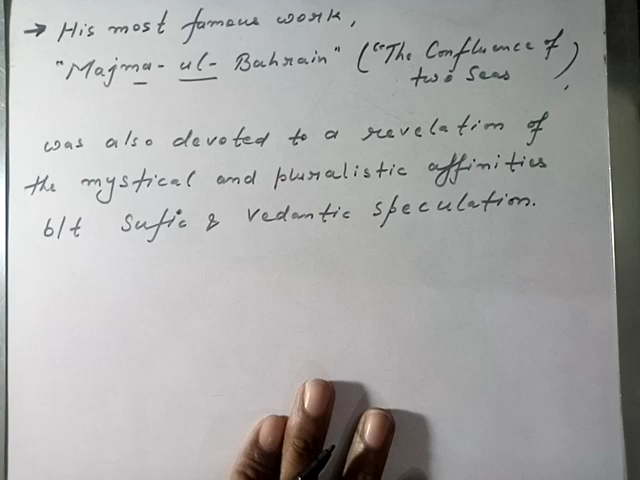 → His most famous work,
"Majma-ul-Bahrain" ("The Confluence of
two Seas),
was also devoted to a revelation of
the mystical and pluralistic affinities
b/t Sufic & Vedantic speculation.